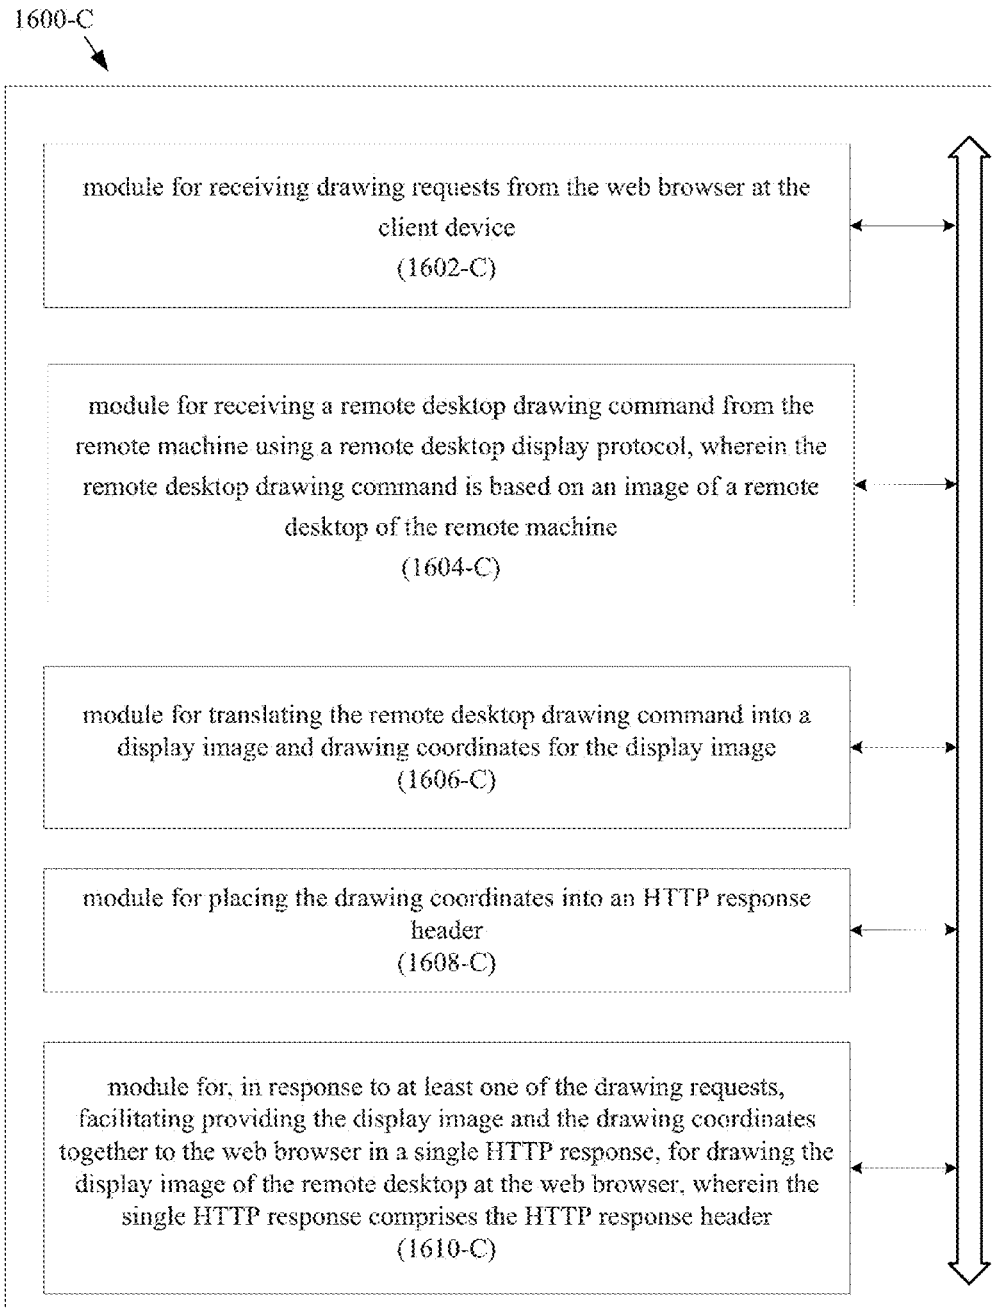 1600-C
module for receiving drawing requests from the web browser at the
client device
(1602-C)
module for receiving a remote desktop drawing command from the
remote machine using a remote desktop display protocol, wherein the
remote desktop drawing command is based on an image of a remote
desktop of the remote machine
(1604-C)
module for translating the remote desktop drawing command into a
display image and drawing coordinates for the display image
(1606-C)
module for placing the drawing coordinates into an HTTP response
header
(1608-C)
module for, in response to at least one of the drawing requests,
facilitating providing the display image and the drawing coordinates
together to the web browser in a single HTTP response, for drawing the
display image of the remote desktop at the web browser, wherein the
single HTTP response comprises the HTTP response header
(1610-C)